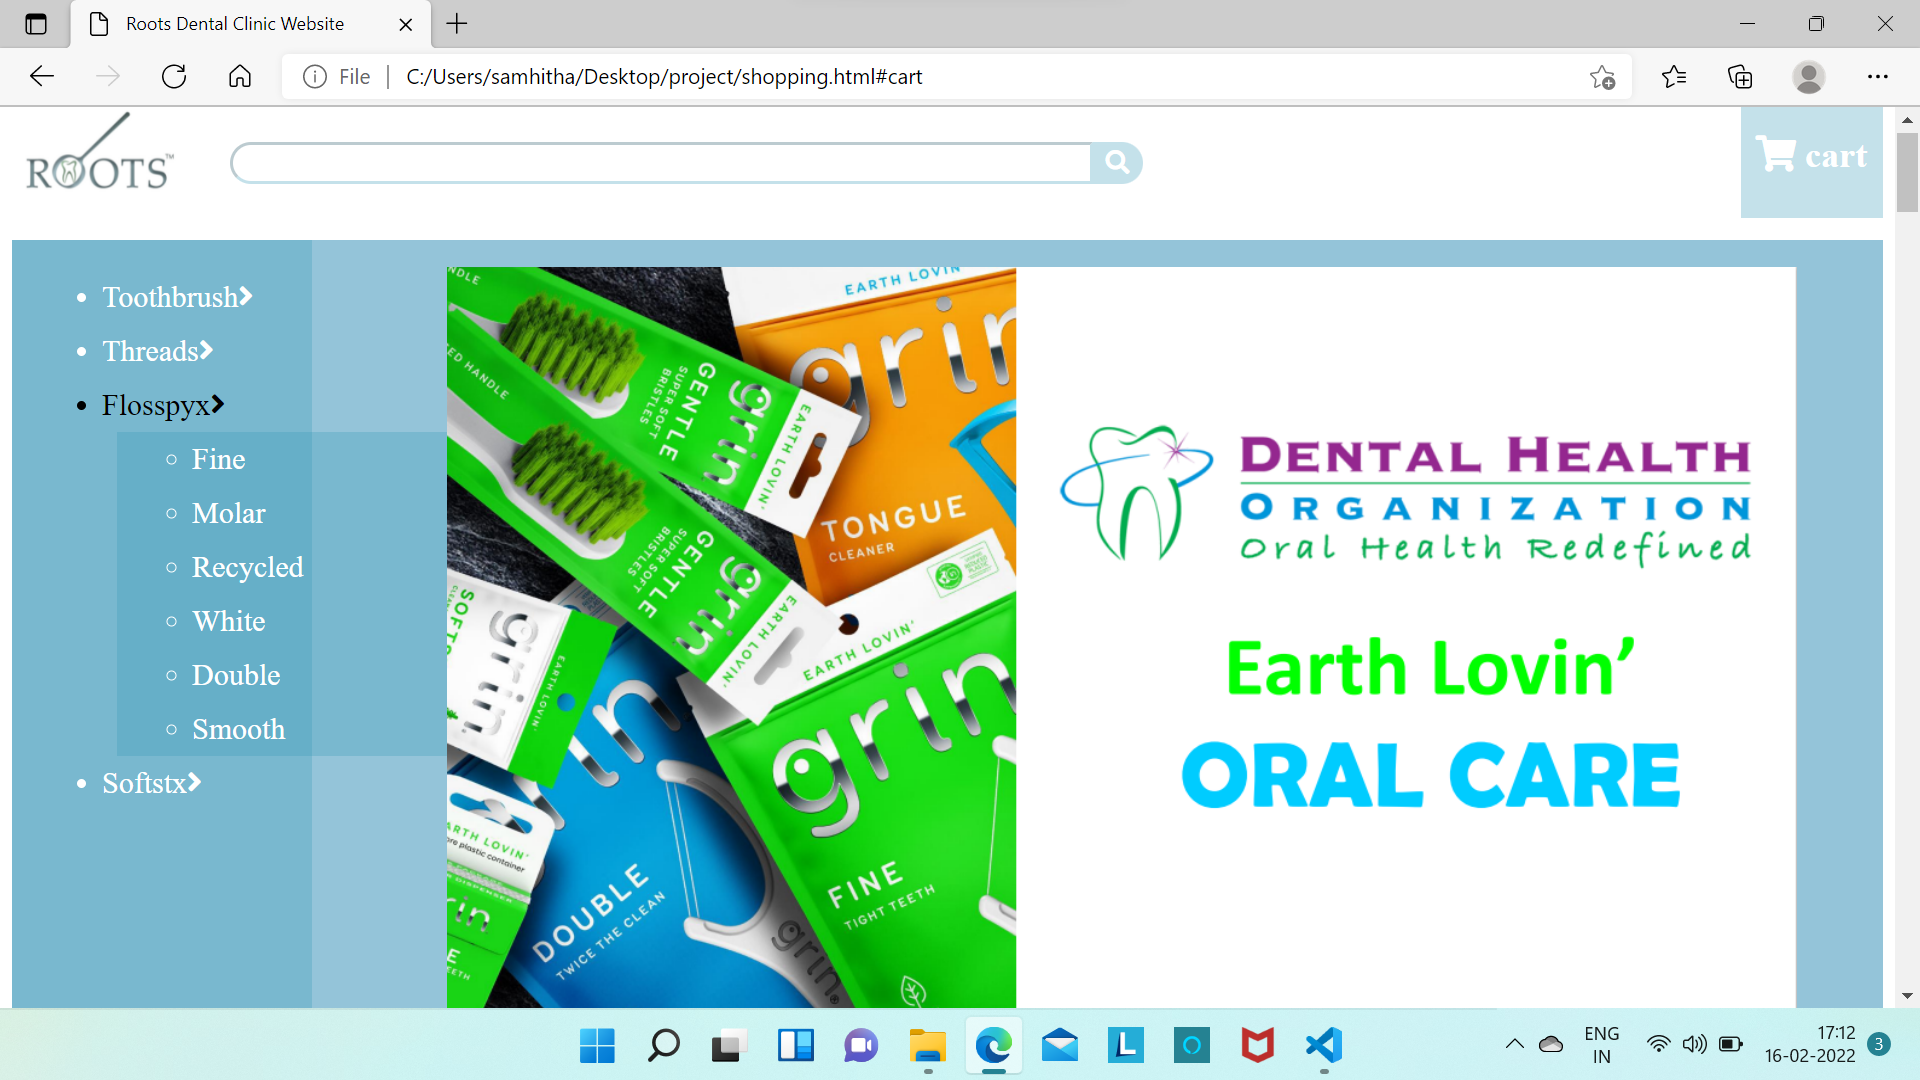 Roots Dental Clinic Website
File
C:/Users/samhitha/Desktop/project/shopping.html#cart
ROOTS™
cart
Toothbrush
Threads
Flosspyx
Fine
Molar
Recycled
White
Double
Smooth
Softstx
EARTH LOVIN'
grin
TONGUE
CLEANER
grin
GENTLE
SUPER SOFT
BRISTLES
EARTH LOVIN'
grin
GENTLE
SUPER SOFT
BRISTLES
EARTH LOVIN'
grin
EARTH LOVIN'
EARTH LOVIN'
grin
FINE
TIGHT TEETH
DOUBLE
TWICE THE CLEAN
grin
DENTAL HEALTH
ORGANIZATION
Oral Health Redefined
Earth Lovin’
ORAL CARE
ENG
IN
17:12
16-02-2022
3